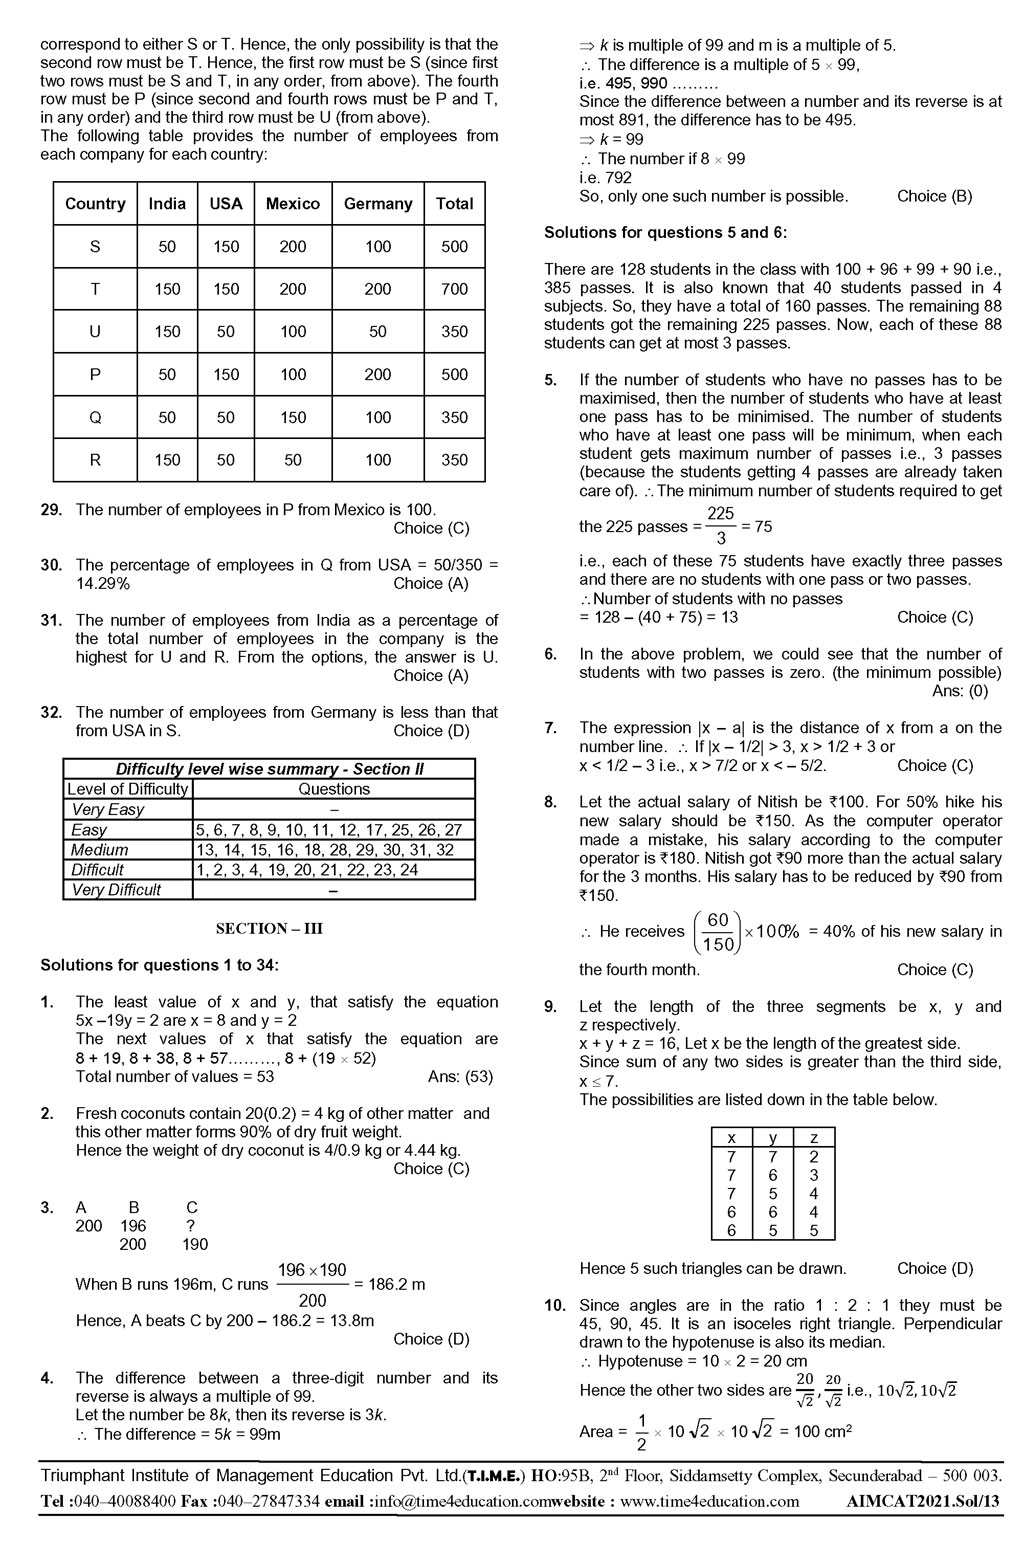 correspond to either S or T. Hence, the only possibility is that the
second row must be T. Hence, the first row must be S (since first
two rows must be S and T, in any order, from above). The fourth
row must be P (since second and fourth rows must be P and T,
in any order) and the third row must be U (from above).
The following table provides the number of employees from
each company for each country:
Country India USA Mexico Germany Total
S 50 150 200 100 500
T 150 150 200 200 700
U 150 50 100 50 350
P 50 150 100 200 500
Q 50 50 150 100 350
R 150 50 50 100 350
29. The number of employees in P from Mexico is 100.
Choice (C)
30. The percentage of employees in Q from USA = 50/350 =
14.29% Choice (A)
31. The number of employees from India as a percentage of
the total number of employees in the company is the
highest for U and R. From the options, the answer is U.
Choice (A)
32. The number of employees from Germany is less than that
from USA in S. Choice (D)
Difficulty level wise summary - Section II
Level of Difficulty Questions
Very Easy –
Easy 5, 6, 7, 8, 9, 10, 11, 12, 17, 25, 26, 27
Medium 13, 14, 15, 16, 18, 28, 29, 30, 31, 32
Difficult 1, 2, 3, 4, 19, 20, 21, 22, 23, 24
Very Difficult –
SECTION – III
Solutions for questions 1 to 34:
1. The least value of x and y, that satisfy the equation
5x –19y = 2 are x = 8 and y = 2
The next values of x that satisfy the equation are
8 + 19, 8 + 38, 8 + 57………, 8 + (19 × 52)
Total number of values = 53 Ans: (53)
2. Fresh coconuts contain 20(0.2) = 4 kg of other matter and
this other matter forms 90% of dry fruit weight.
Hence the weight of dry coconut is 4/0.9 kg or 4.44 kg.
Choice (C)
3. A B C
200 196 ?
200 190
When B runs 196m, C runs 196 × 190 / 200 = 186.2 m
Hence, A beats C by 200 – 186.2 = 13.8m
Choice (D)
4. The difference between a three-digit number and its
reverse is always a multiple of 99.
Let the number be 8k, then its reverse is 3k.
∴ The difference = 5k = 99m
⇒ k is multiple of 99 and m is a multiple of 5.
∴ The difference is a multiple of 5 × 99,
i.e. 495, 990 ………
Since the difference between a number and its reverse is at
most 891, the difference has to be 495.
⇒ k = 99
∴ The number if 8 × 99
i.e. 792
So, only one such number is possible. Choice (B)
Solutions for questions 5 and 6:
There are 128 students in the class with 100 + 96 + 99 + 90 i.e.,
385 passes. It is also known that 40 students passed in 4
subjects. So, they have a total of 160 passes. The remaining 88
students got the remaining 225 passes. Now, each of these 88
students can get at most 3 passes.
5. If the number of students who have no passes has to be
maximised, then the number of students who have at least
one pass has to be minimised. The number of students
who have at least one pass will be minimum, when each
student gets maximum number of passes i.e., 3 passes
(because the students getting 4 passes are already taken
care of). ∴The minimum number of students required to get
the 225 passes = 225 / 3 = 75
i.e., each of these 75 students have exactly three passes
and there are no students with one pass or two passes.
∴Number of students with no passes
= 128 – (40 + 75) = 13 Choice (C)
6. In the above problem, we could see that the number of
students with two passes is zero. (the minimum possible)
Ans: (0)
7. The expression |x – a| is the distance of x from a on the
number line. ∴ If |x – 1/2| > 3, x > 1/2 + 3 or
x < 1/2 – 3 i.e., x > 7/2 or x < – 5/2. Choice (C)
8. Let the actual salary of Nitish be ₹100. For 50% hike his
new salary should be ₹150. As the computer operator
made a mistake, his salary according to the computer
operator is ₹180. Nitish got ₹90 more than the actual salary
for the 3 months. His salary has to be reduced by ₹90 from
₹150.
∴ He receives (60 / 150) × 100% = 40% of his new salary in
the fourth month. Choice (C)
9. Let the length of the three segments be x, y and
z respectively.
x + y + z = 16, Let x be the length of the greatest side.
Since sum of any two sides is greater than the third side,
x ≤ 7.
The possibilities are listed down in the table below.
x y z
7 7 2
7 6 3
7 5 4
6 6 4
6 5 5
Hence 5 such triangles can be drawn. Choice (D)
10. Since angles are in the ratio 1 : 2 : 1 they must be
45, 90, 45. It is an isoceles right triangle. Perpendicular
drawn to the hypotenuse is also its median.
∴ Hypotenuse = 10 × 2 = 20 cm
Hence the other two sides are 20/√2, 20/√2 i.e., 10√2, 10√2
Area = 1/2 × 10 √2 × 10 √2 = 100 cm²
Triumphant Institute of Management Education Pvt. Ltd.(T.I.M.E.) HO:95B, 2nd Floor, Siddamsetty Complex, Secunderabad – 500 003.
Tel :040–40088400 Fax :040–27847334 email :info@time4education.comwebsite : www.time4education.com AIMCAT2021.Sol/13